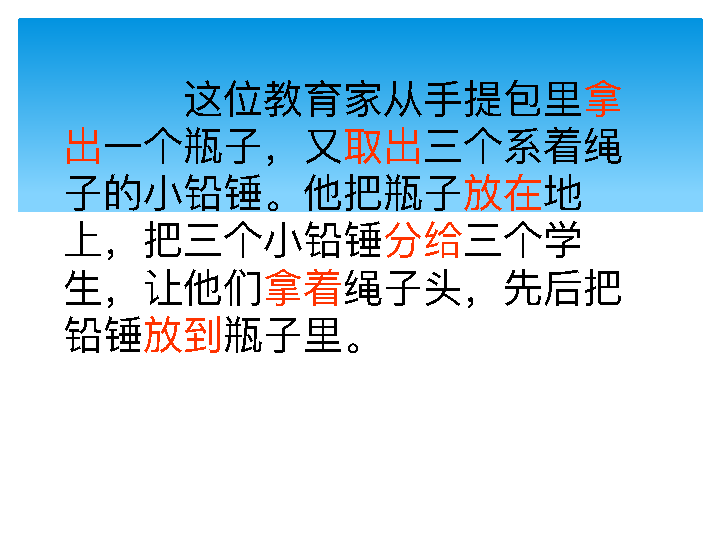 这位教育家从手提包里拿
出一个瓶子，又取出三个系着绳
子的小铅锤。他把瓶子放在地
上，把三个小铅锤分给三个学
生，让他们拿着绳子头，先后把
铅锤放到瓶子里。